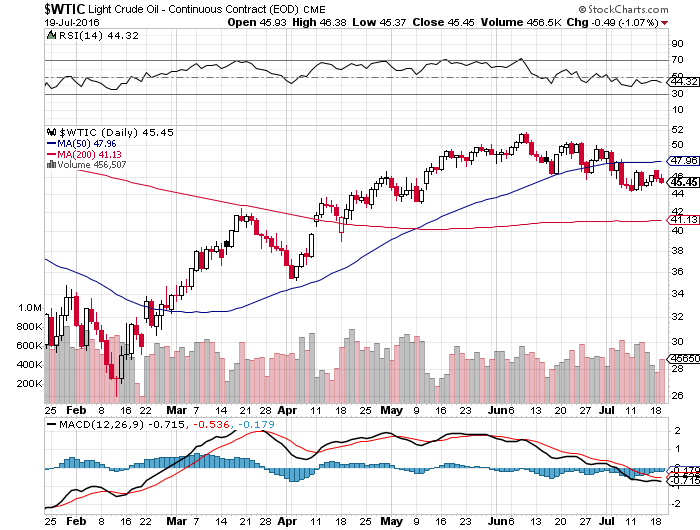 $WTIC Light Crude Oil - Continuous Contract (EOD) CME
© StockCharts.com
19-Jul-2016
Open 45.93 High 46.38 Low 45.37 Close 45.45 Volume 456.5K Chg -0.49 (-1.07%)
RSI(14) 44.32
90
70
50
44.32
30
10
$WTIC (Daily) 45.45
MA(50) 47.96
MA(200) 41.13
Volume 456,507
52
50
47.96
45.45
44
42
41.13
40
38
36
34
32
30
28
26
1.0M
800K
600K
400K
200K
25 Feb 8 16 22 Mar 7 14 21 28 Apr 11 18 25 May 9 16 23 Jun 6 13 20 27 Jul 11 18
MACD(12,26,9) -0.715, -0.536, -0.179
2
1
-0.179
-0.715
-2
25 Feb 8 16 22 Mar 7 14 21 28 Apr 11 18 25 May 9 16 23 Jun 6 13 20 27 Jul 11 18